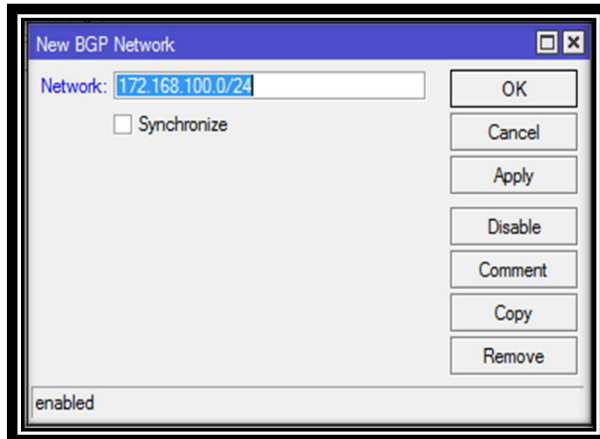 New BGP Network
Network: 172.168.100.0/24
Synchronize
OK
Cancel
Apply
Disable
Comment
Copy
Remove
enabled